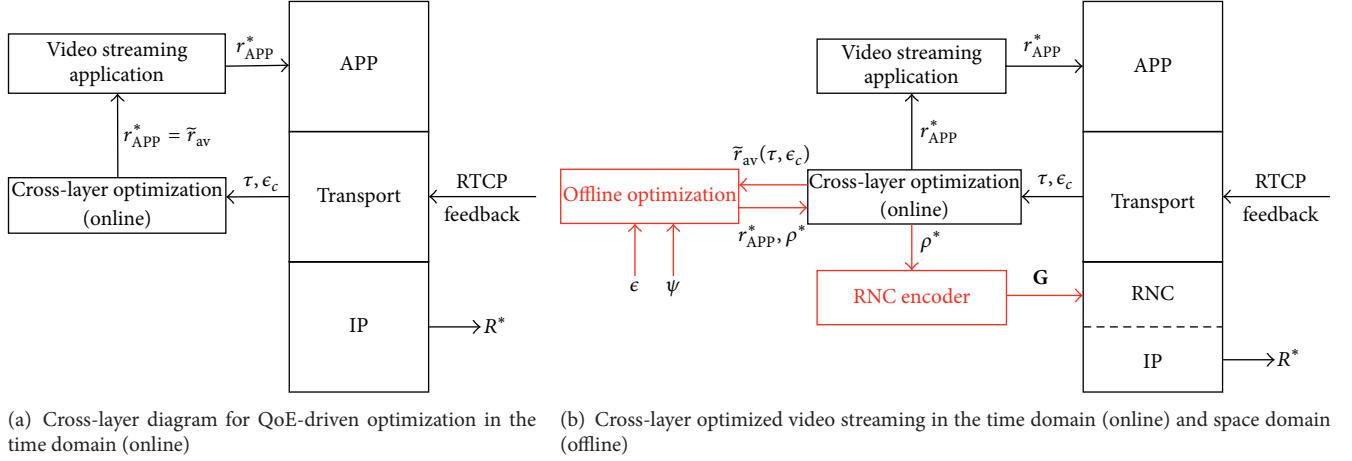 Video streaming
application
r*APP
APP
r*APP = r̃av
Cross-layer optimization
(online)
τ, ϵc
Transport
RTCP
feedback
IP
R*
(a) Cross-layer diagram for QoE-driven optimization in the
time domain (online)
Video streaming
application
r*APP
APP
r*APP
r̃av(τ, ϵc)
Offline optimization
Cross-layer optimization
(online)
τ, ϵc
Transport
RTCP
feedback
r*APP, ρ*
ρ*
ϵ
ψ
RNC encoder
G
RNC
IP
R*
(b) Cross-layer optimized video streaming in the time domain (online) and space domain
(offline)